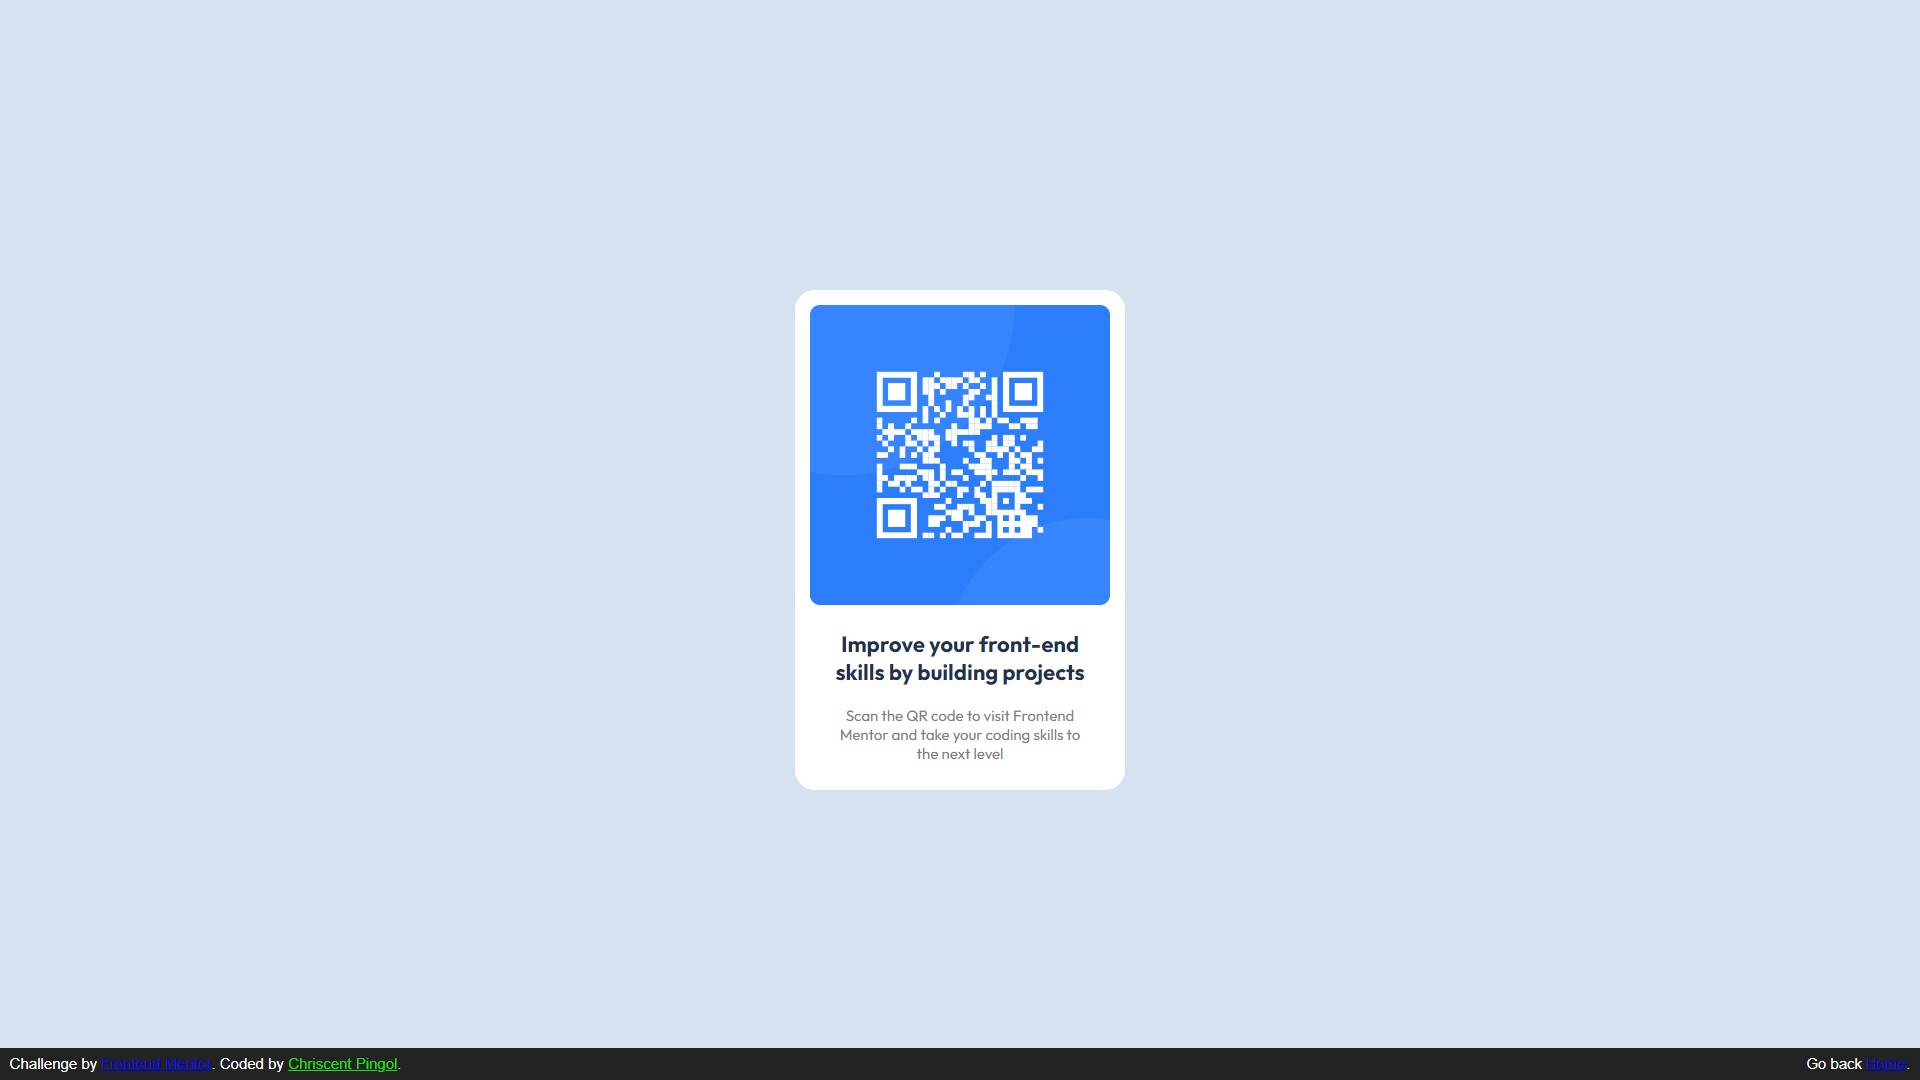 Improve your front-end
skills by building projects
Scan the QR code to visit Frontend
Mentor and take your coding skills to
the next level
Challenge by Frontend Mentor. Coded by Chriscent Pingol.
Go back Home.